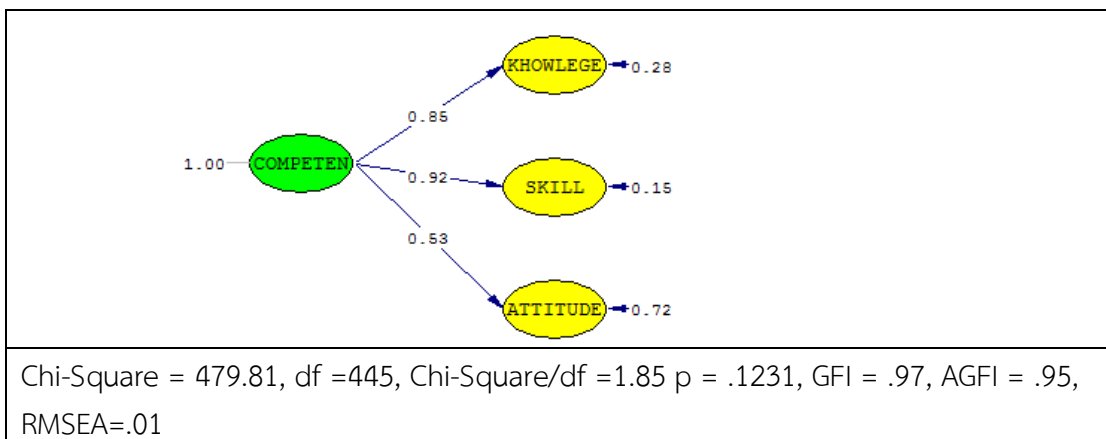 KHOWLEGE
0.28
0.85
1.00
COMPETEN
0.92
SKILL
0.15
0.53
ATTITUDE
0.72
Chi-Square = 479.81, df =445, Chi-Square/df =1.85 p = .1231, GFI = .97, AGFI = .95,
RMSEA=.01